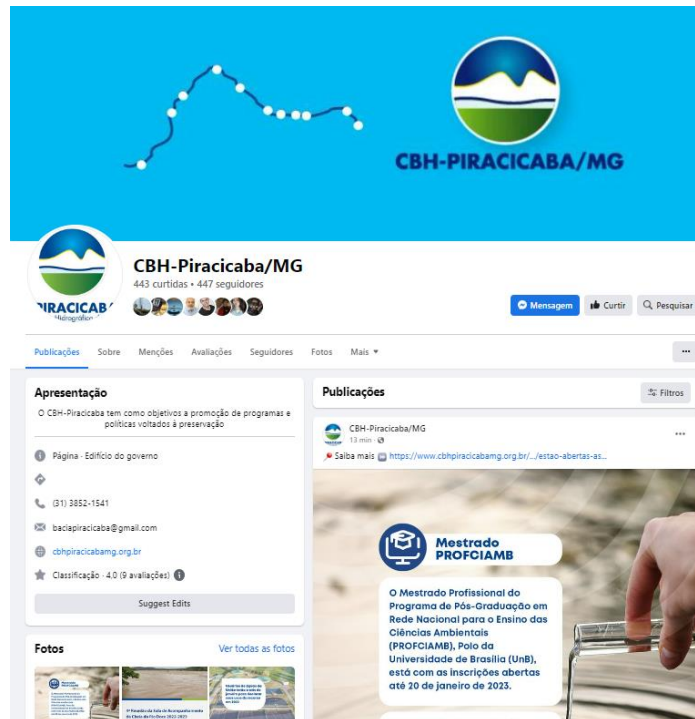 CBH-PIRACICABA/MG
CBH-Piracicaba/MG
443 curtidas • 447 seguidores
PIRACICAB
Hidrográfico
Mensagem
Curtir
Pesquisar
Publicações
Sobre
Menções
Avaliações
Seguidores
Fotos
Mais
Apresentação
O CBH-Piracicaba tem como objetivos a promoção de programas e
políticas voltados à preservação
Página · Edifício do governo
(31) 3852-1541
baciapiracicaba@gmail.com
cbhpiracicabamg.org.br
Classificação · 4,0 (9 avaliações)
Suggest Edits
Fotos
Ver todas as fotos
Publicações
Filtros
CBH-Piracicaba/MG
13 min
Saiba mais https://www.cbhpiracicabamg.org.br/.../estao-abertas-as...
Mestrado
PROFCIAMB
O Mestrado Profissional do
Programa de Pós-Graduação em
Rede Nacional para o Ensino das
Ciências Ambientais
(PROFCIAMB), Polo da
Universidade de Brasília (UnB),
está com as inscrições abertas
até 20 de janeiro de 2023.